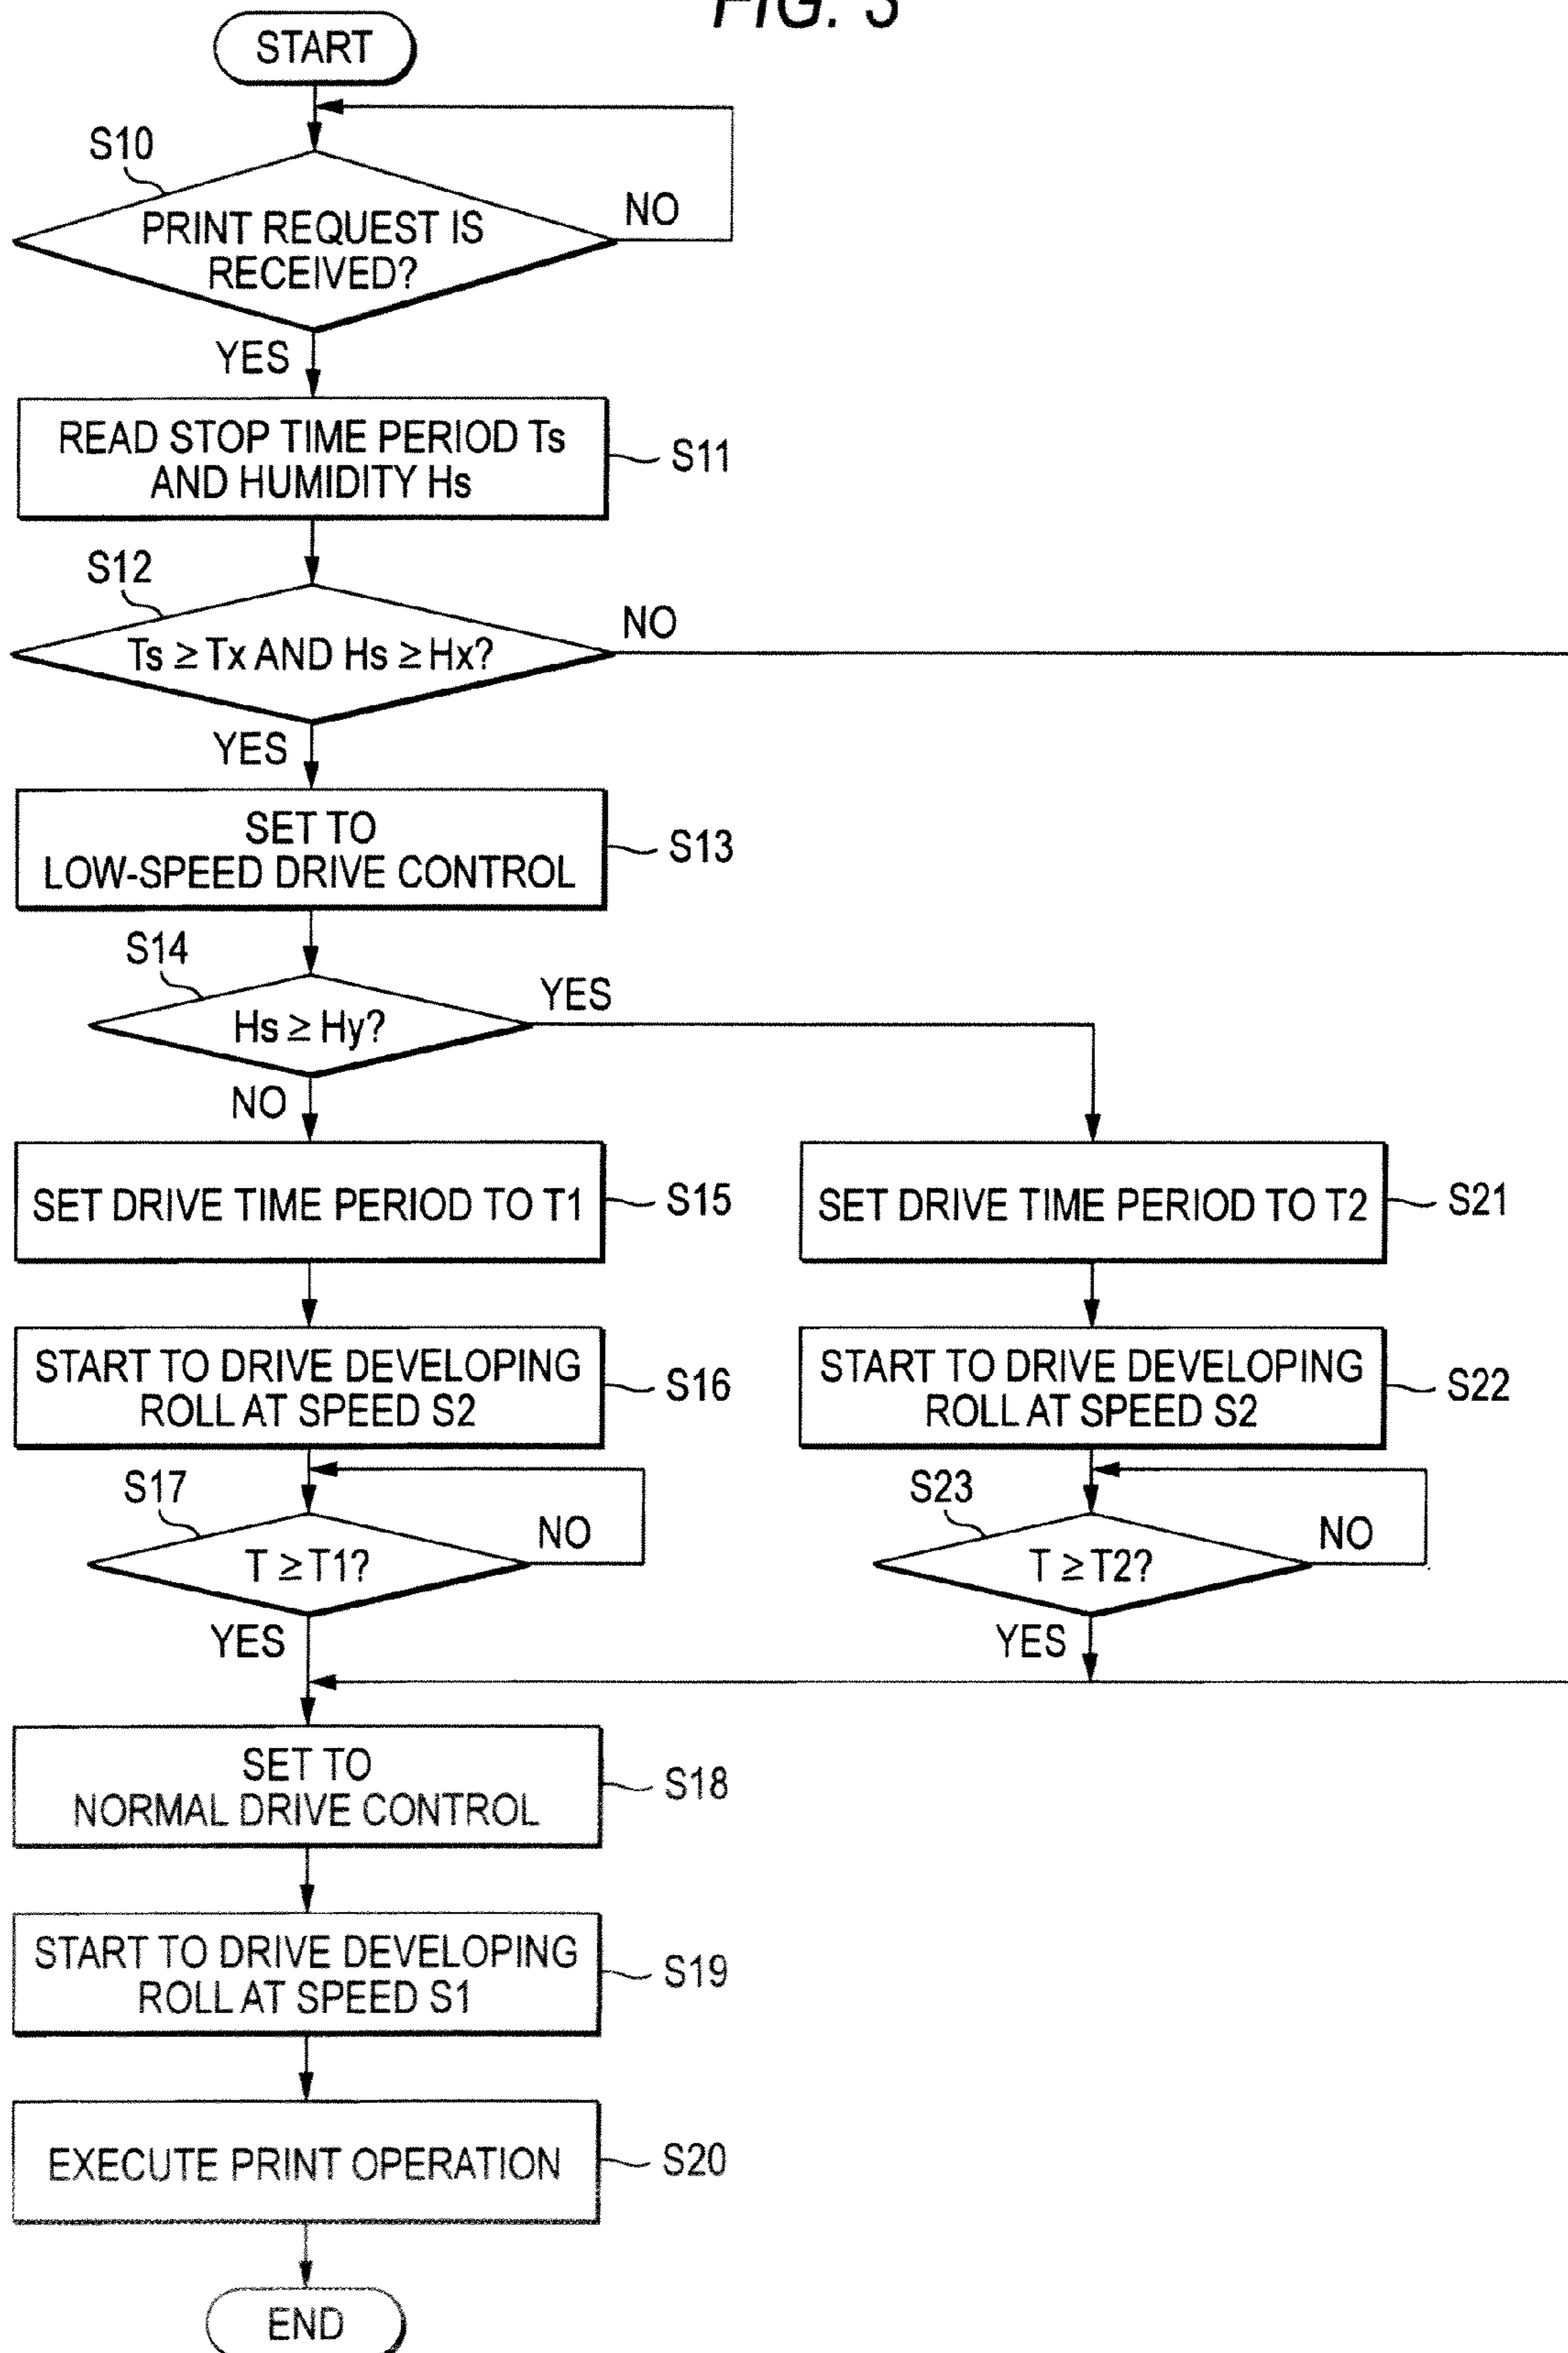 FIG. 3
START
S10
PRINT REQUEST IS
RECEIVED?
NO
YES
READ STOP TIME PERIOD Ts
AND HUMIDITY Hs
S11
S12
Ts ≥ Tx AND Hs ≥ Hx?
NO
YES
SET TO
LOW-SPEED DRIVE CONTROL
S13
S14
Hs ≥ Hy?
YES
NO
SET DRIVE TIME PERIOD TO T1
S15
SET DRIVE TIME PERIOD TO T2
S21
START TO DRIVE DEVELOPING
ROLL AT SPEED S2
S16
START TO DRIVE DEVELOPING
ROLL AT SPEED S2
S22
S17
T ≥ T1?
NO
YES
S23
T ≥ T2?
NO
YES
SET TO
NORMAL DRIVE CONTROL
S18
START TO DRIVE DEVELOPING
ROLL AT SPEED S1
S19
EXECUTE PRINT OPERATION
S20
END